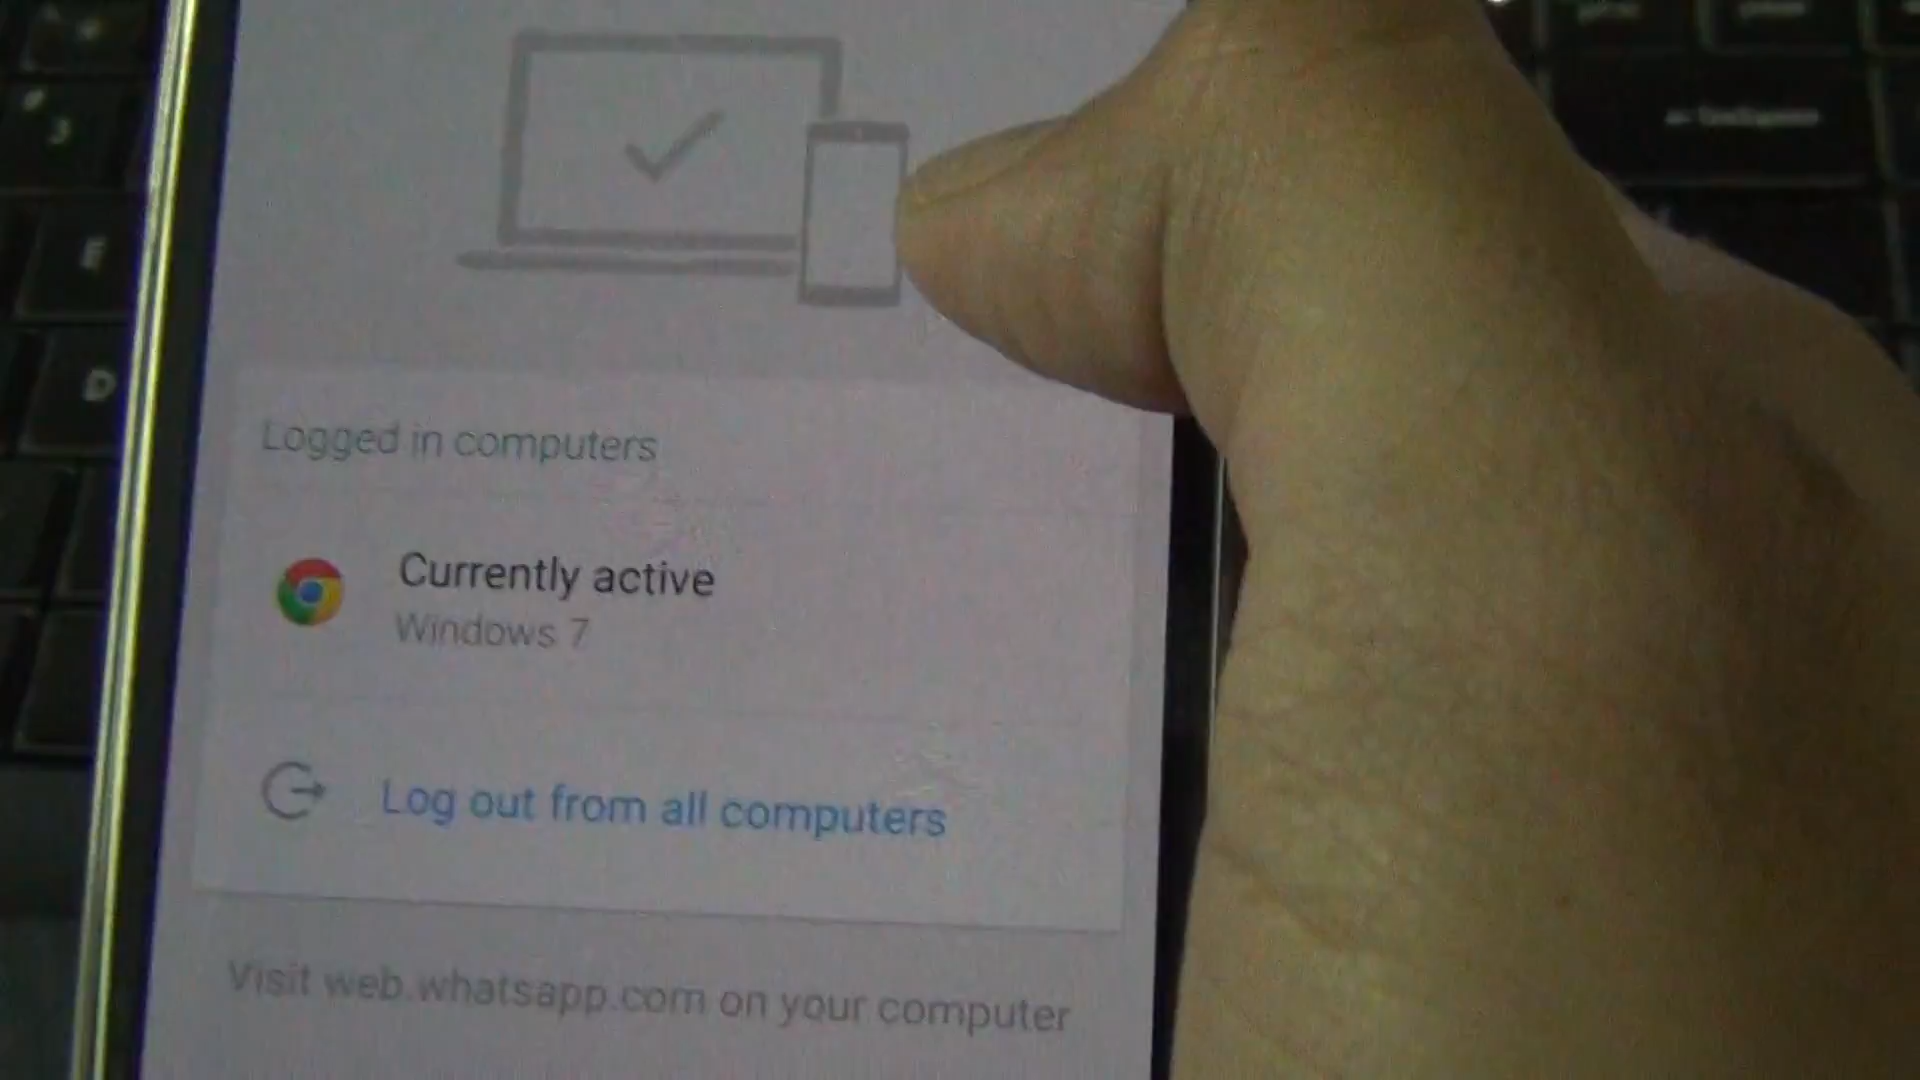 Logged in computers
Currently active
Windows 7
Log out from all computers
Visit web.whatsapp.com on your computer
E
D